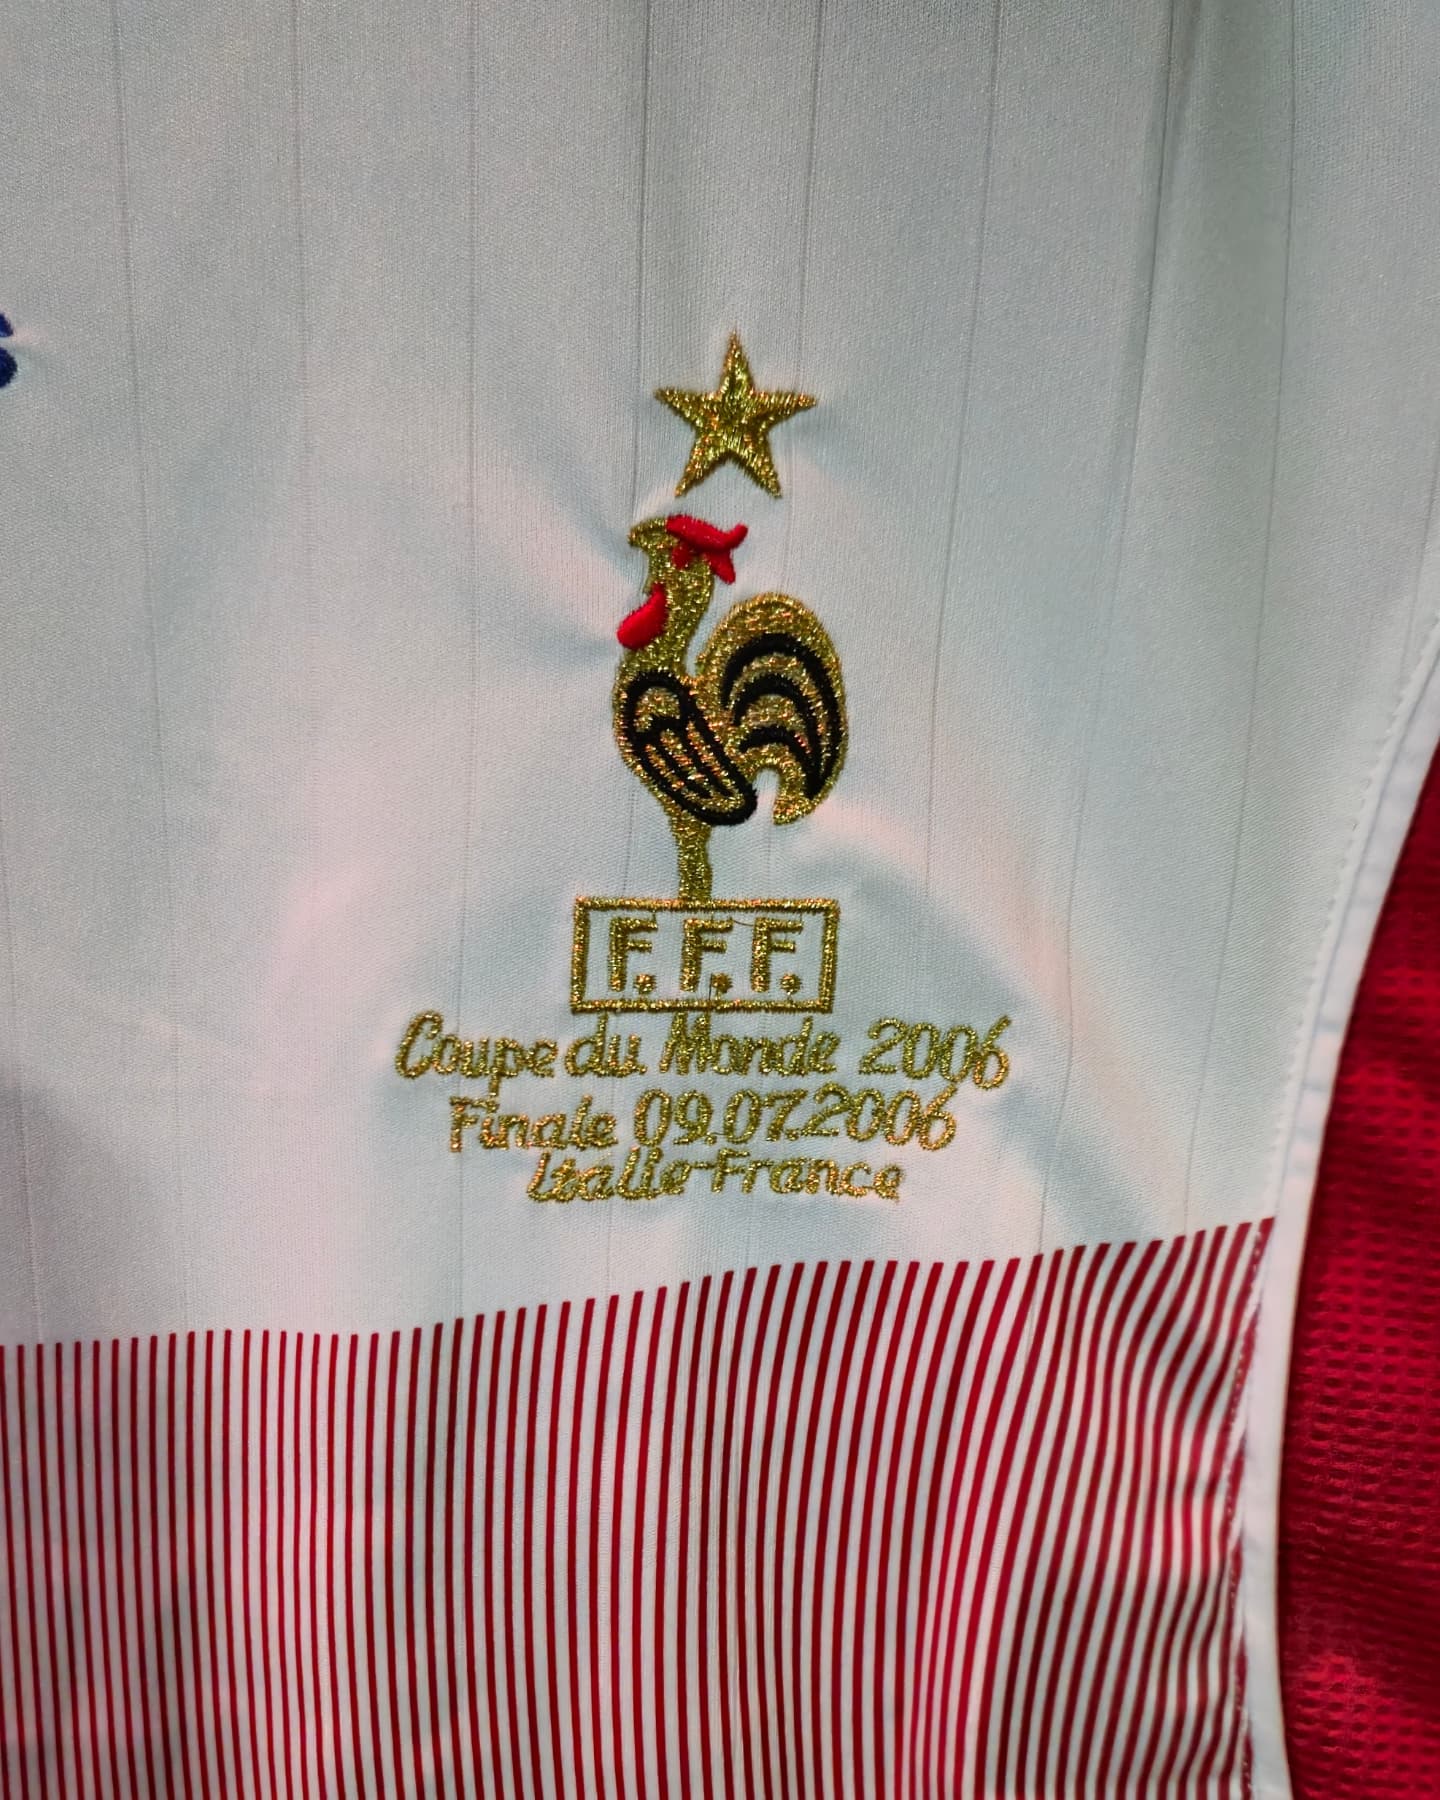 F.F.F.
Coupe du Monde 2006
Finale 09.07.2006
Italie-France